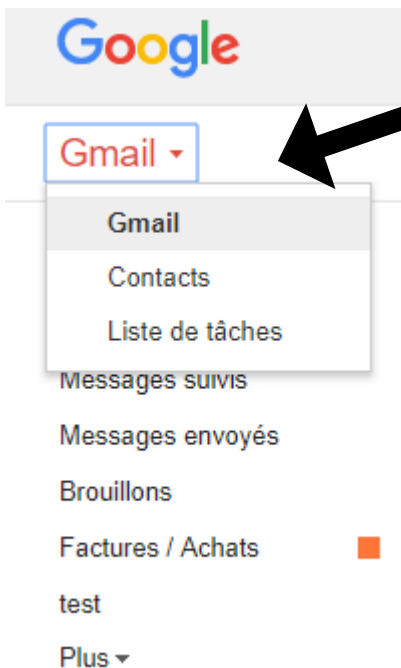 Google
Gmail
Gmail
Contacts
Liste de tâches
Messages suivis
Messages envoyés
Brouillons
Factures / Achats
test
Plus